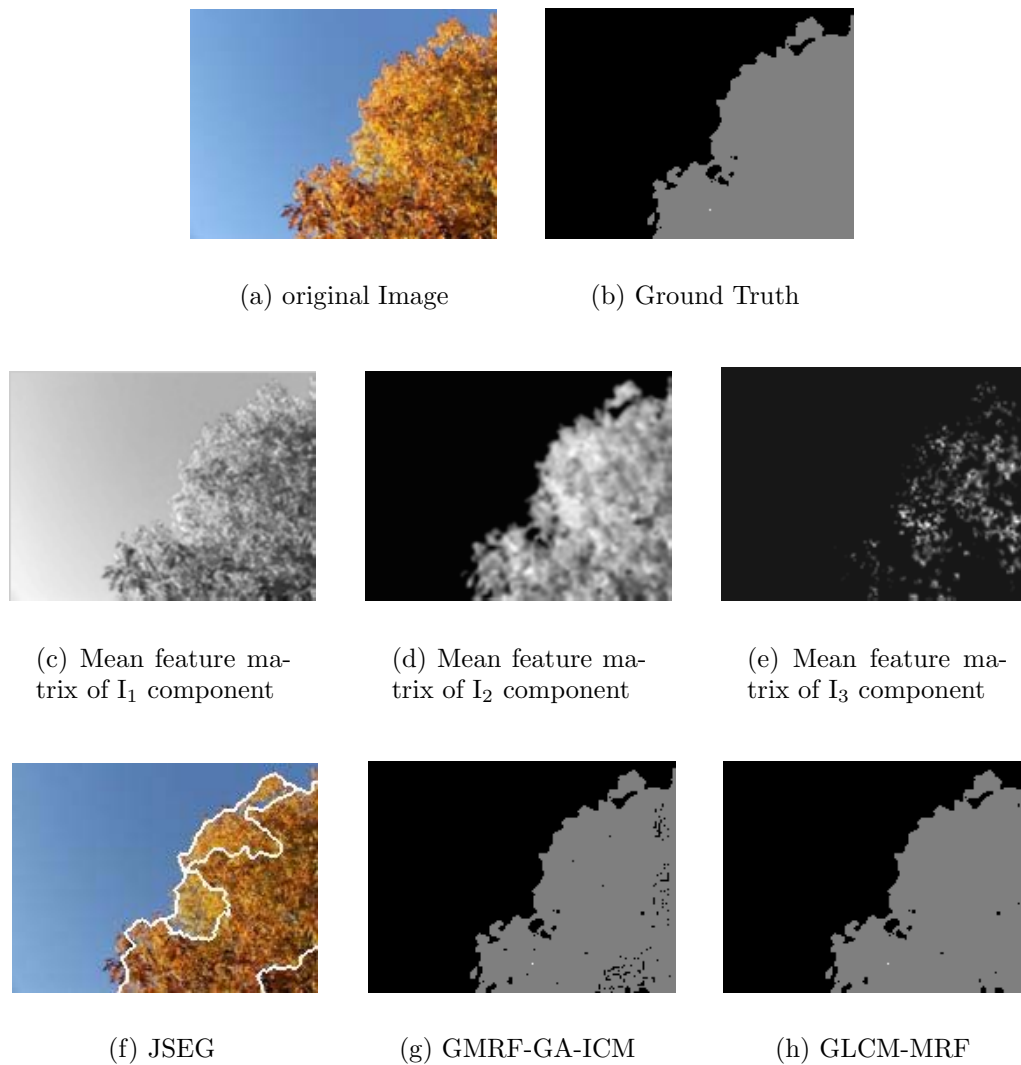 (a) original Image
(b) Ground Truth
(c) Mean feature ma-
trix of I₁ component
(d) Mean feature ma-
trix of I₂ component
(e) Mean feature ma-
trix of I₃ component
(f) JSEG
(g) GMRF-GA-ICM
(h) GLCM-MRF